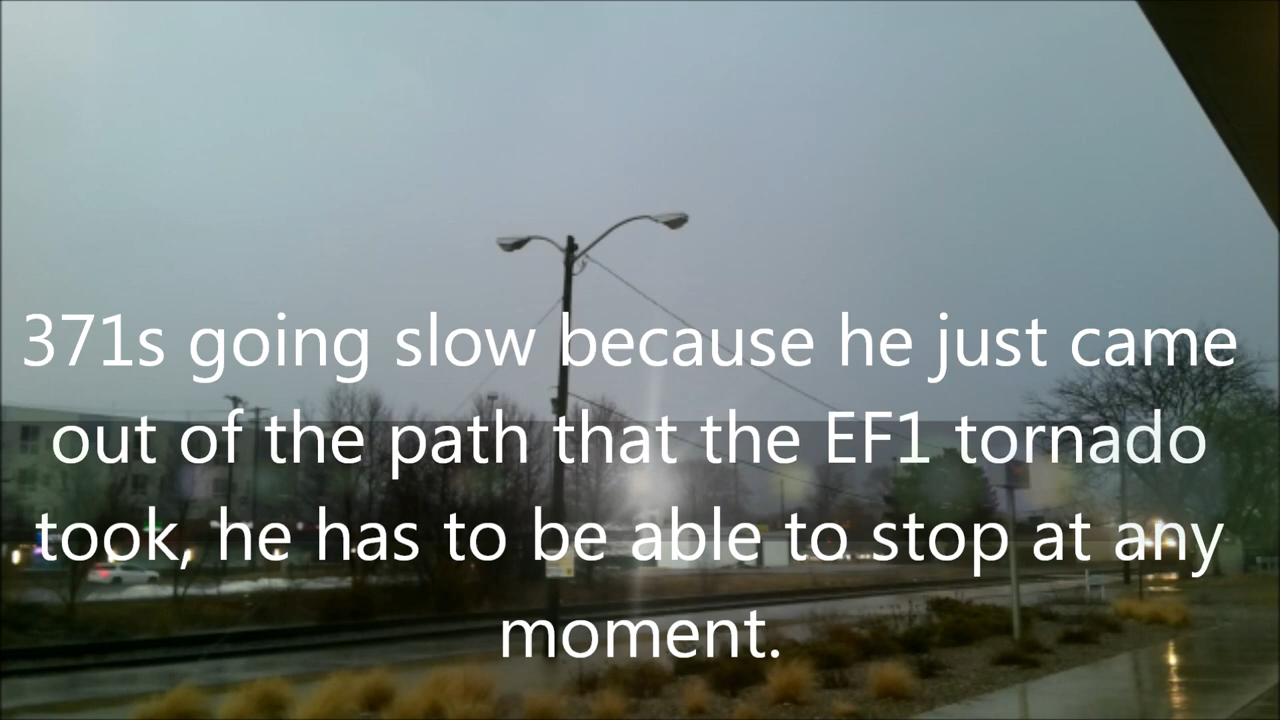 371s going slow because he just came
out of the path that the EF1 tornado
took, he has to be able to stop at any
moment.